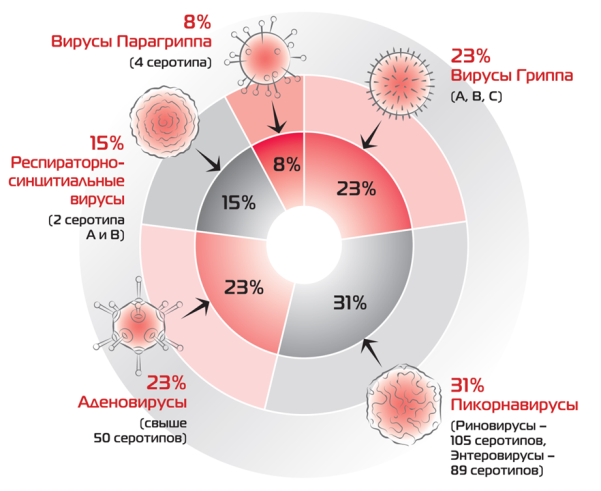 8%
Вирусы Парагриппа
(4 серотипа)
23%
Вирусы Гриппа
(А, В, С)
15%
Респираторно-
синцитиальные
вирусы
(2 серотипа
А и В)
8%
23%
15%
23%
31%
23%
Аденовирусы
(свыше
50 серотипов)
31%
Пикорнавирусы
(Риновирусы –
105 серотипов,
Энтеровирусы –
89 серотипов)